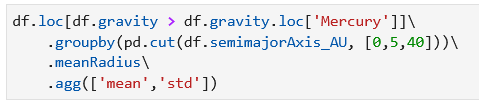 df.loc[df.gravity > df.gravity.loc['Mercury']]\
    .groupby(pd.cut(df.semimajorAxis_AU, [0,5,40]))\
    .meanRadius\
    .agg(['mean','std'])